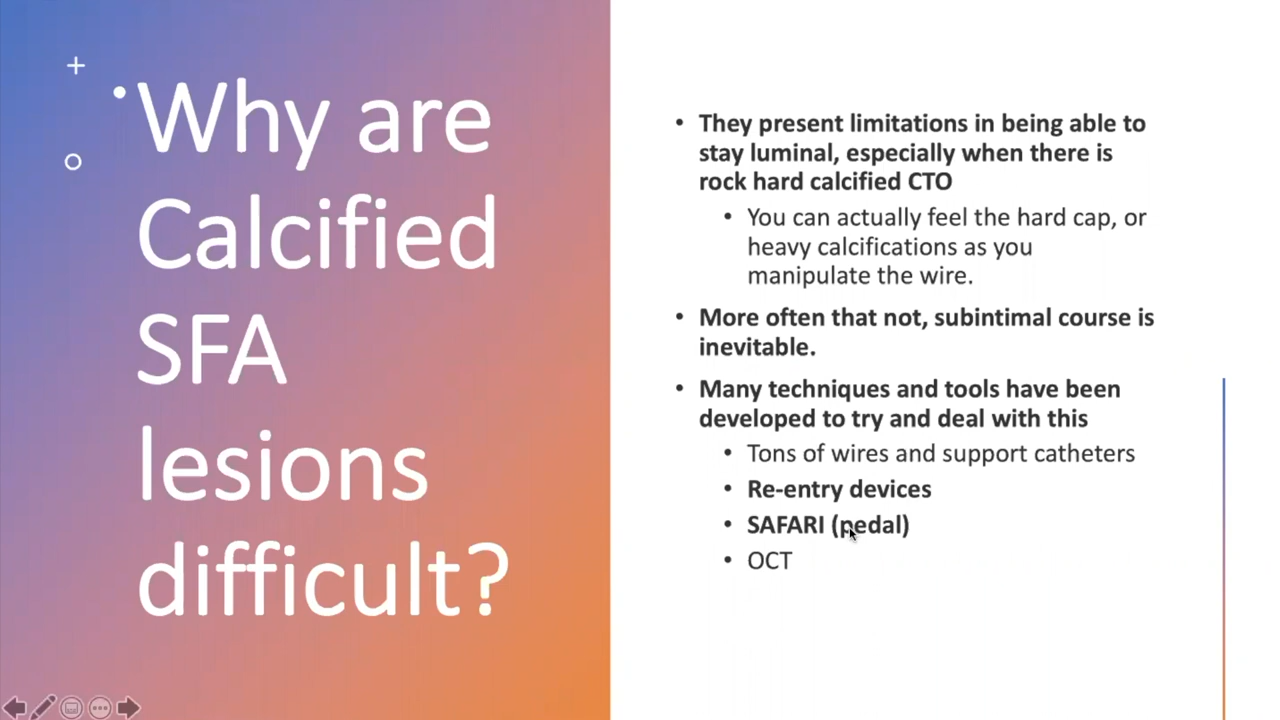 Why are
Calcified
SFA
lesions
difficult?
• They present limitations in being able to
stay luminal, especially when there is
rock hard calcified CTO
• You can actually feel the hard cap, or
heavy calcifications as you
manipulate the wire.
• More often that not, subintimal course is
inevitable.
• Many techniques and tools have been
developed to try and deal with this
• Tons of wires and support catheters
• Re-entry devices
• SAFARI (pedal)
• OCT